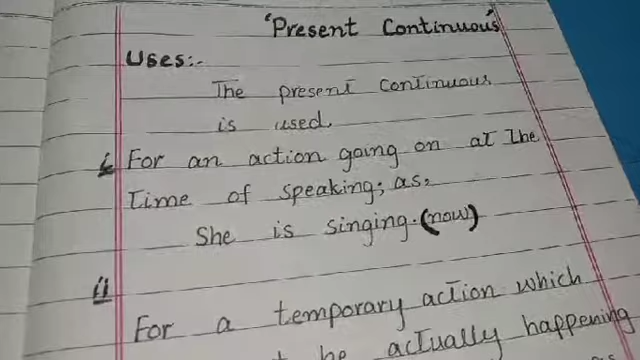 'Present Continuous'
Uses:-
The present continuous
is used.
i For an action going on at the
time of speaking; as,
She is singing. (now)
ii
For a temporary action which
be actually happening
as